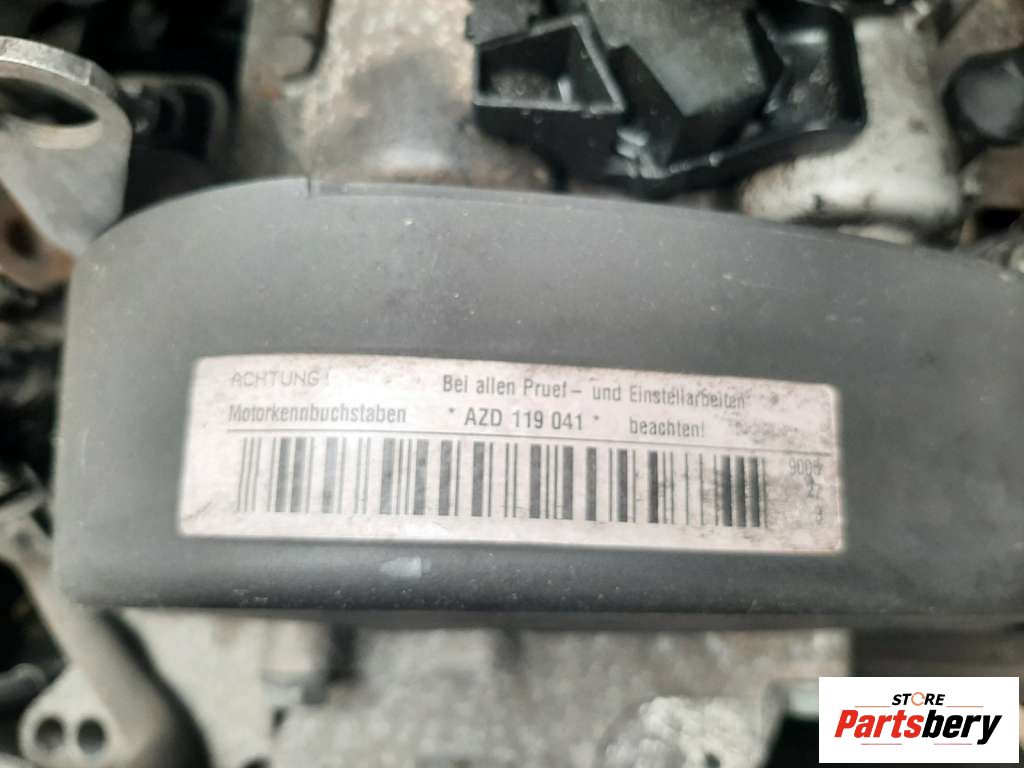 ACHTUNG! Bei allen Pruef- und Einstellarbeiten
Motorkennbuchstaben * AZD 119 041 * beachten!
STORE
Partsbery